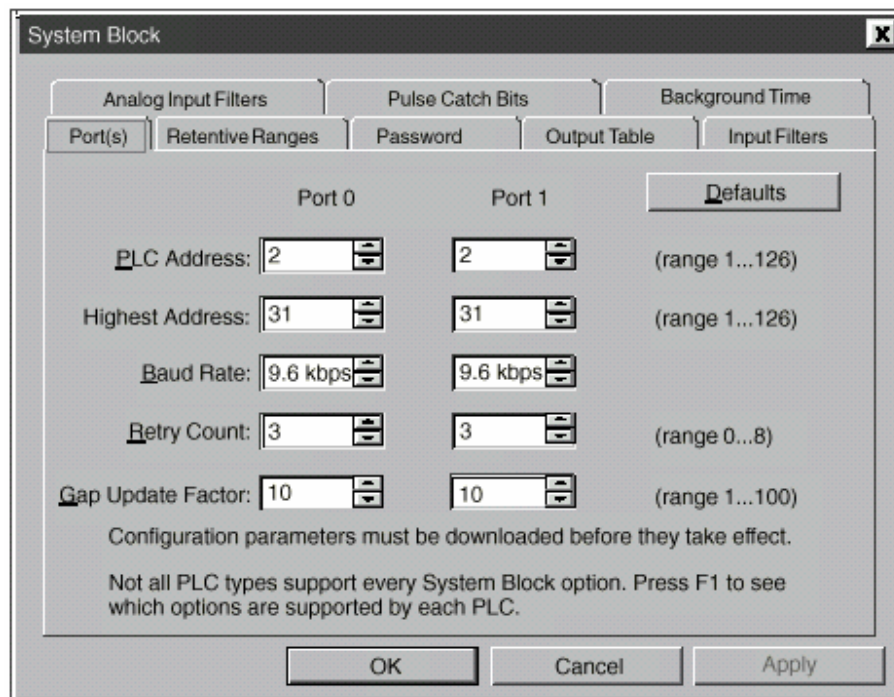 System Block
Analog Input Filters Pulse Catch Bits Background Time
Port(s) Retentive Ranges Password Output Table Input Filters
Port 0 Port 1 Defaults
PLC Address: 2 2 (range 1...126)
Highest Address: 31 31 (range 1...126)
Baud Rate: 9.6 kbps 9.6 kbps
Retry Count: 3 3 (range 0...8)
Gap Update Factor: 10 10 (range 1...100)
Configuration parameters must be downloaded before they take effect.
Not all PLC types support every System Block option. Press F1 to see
which options are supported by each PLC.
OK Cancel Apply